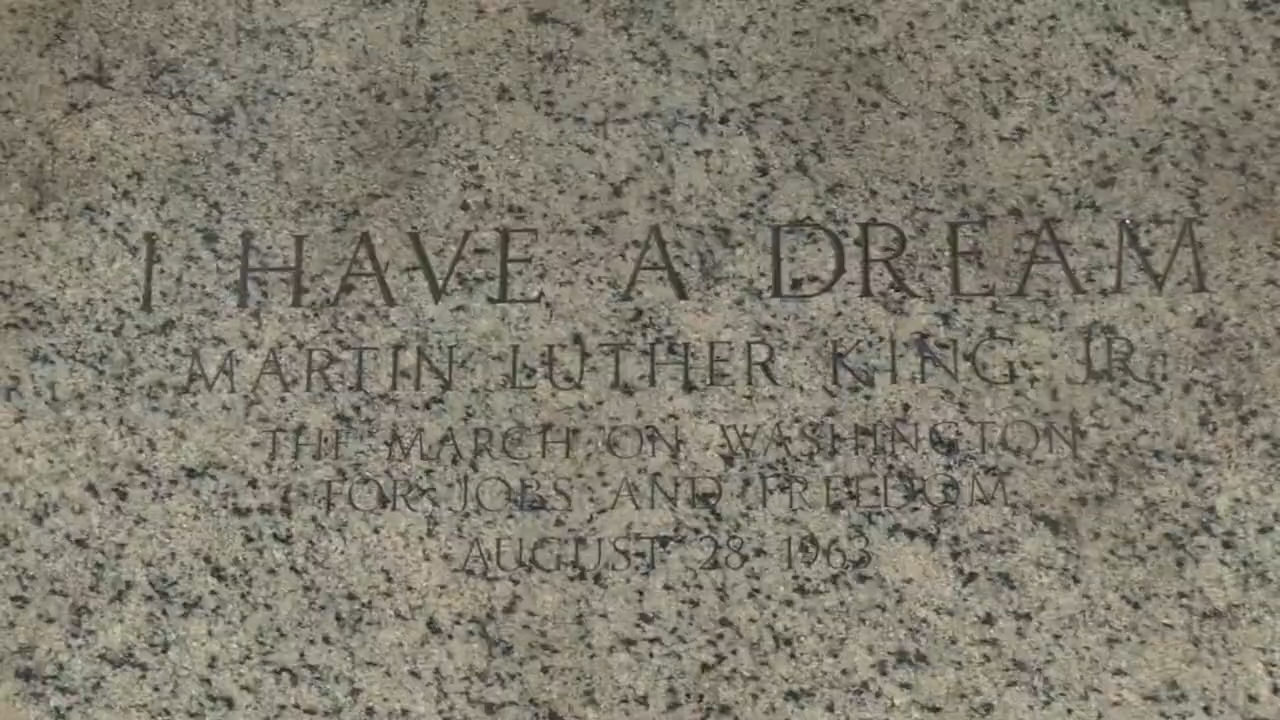 I HAVE A DREAM
MARTIN LUTHER KING JR.
THE MARCH ON WASHINGTON
FOR JOBS AND FREEDOM
AUGUST 28 1963